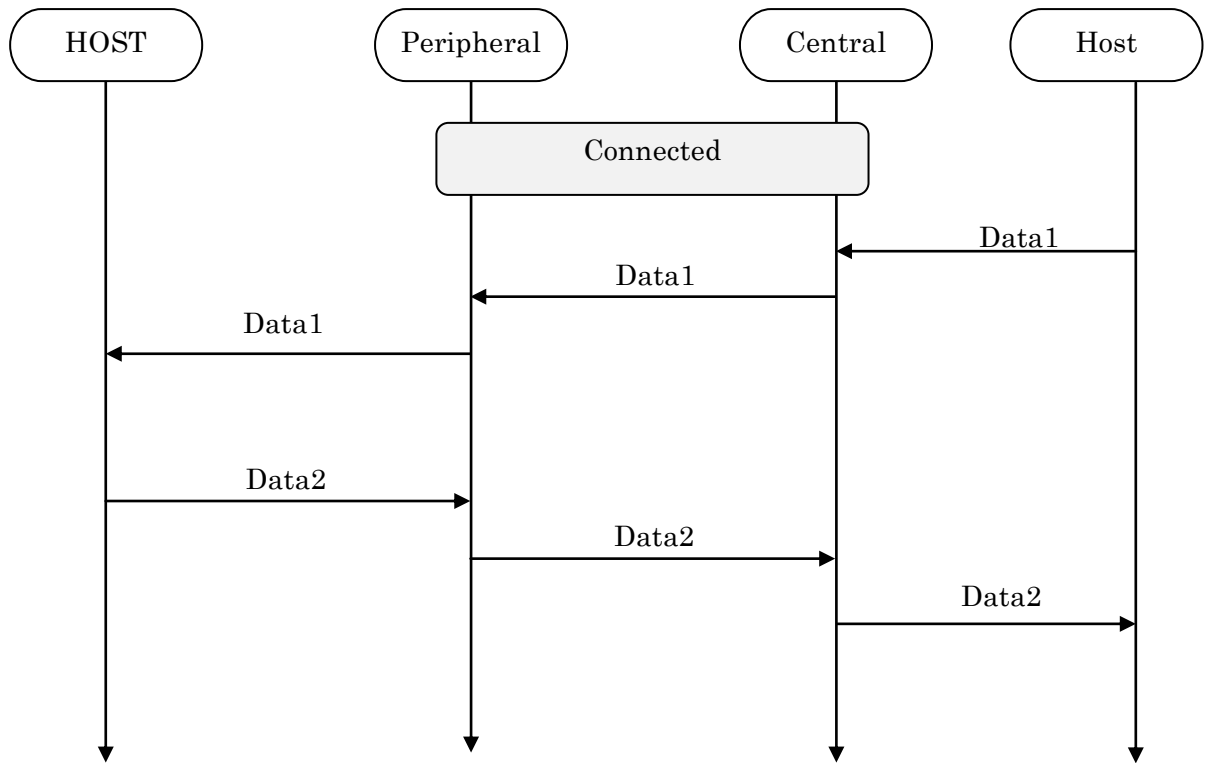 HOST
Peripheral
Central
Host
Connected
Data1
Data1
Data1
Data2
Data2
Data2